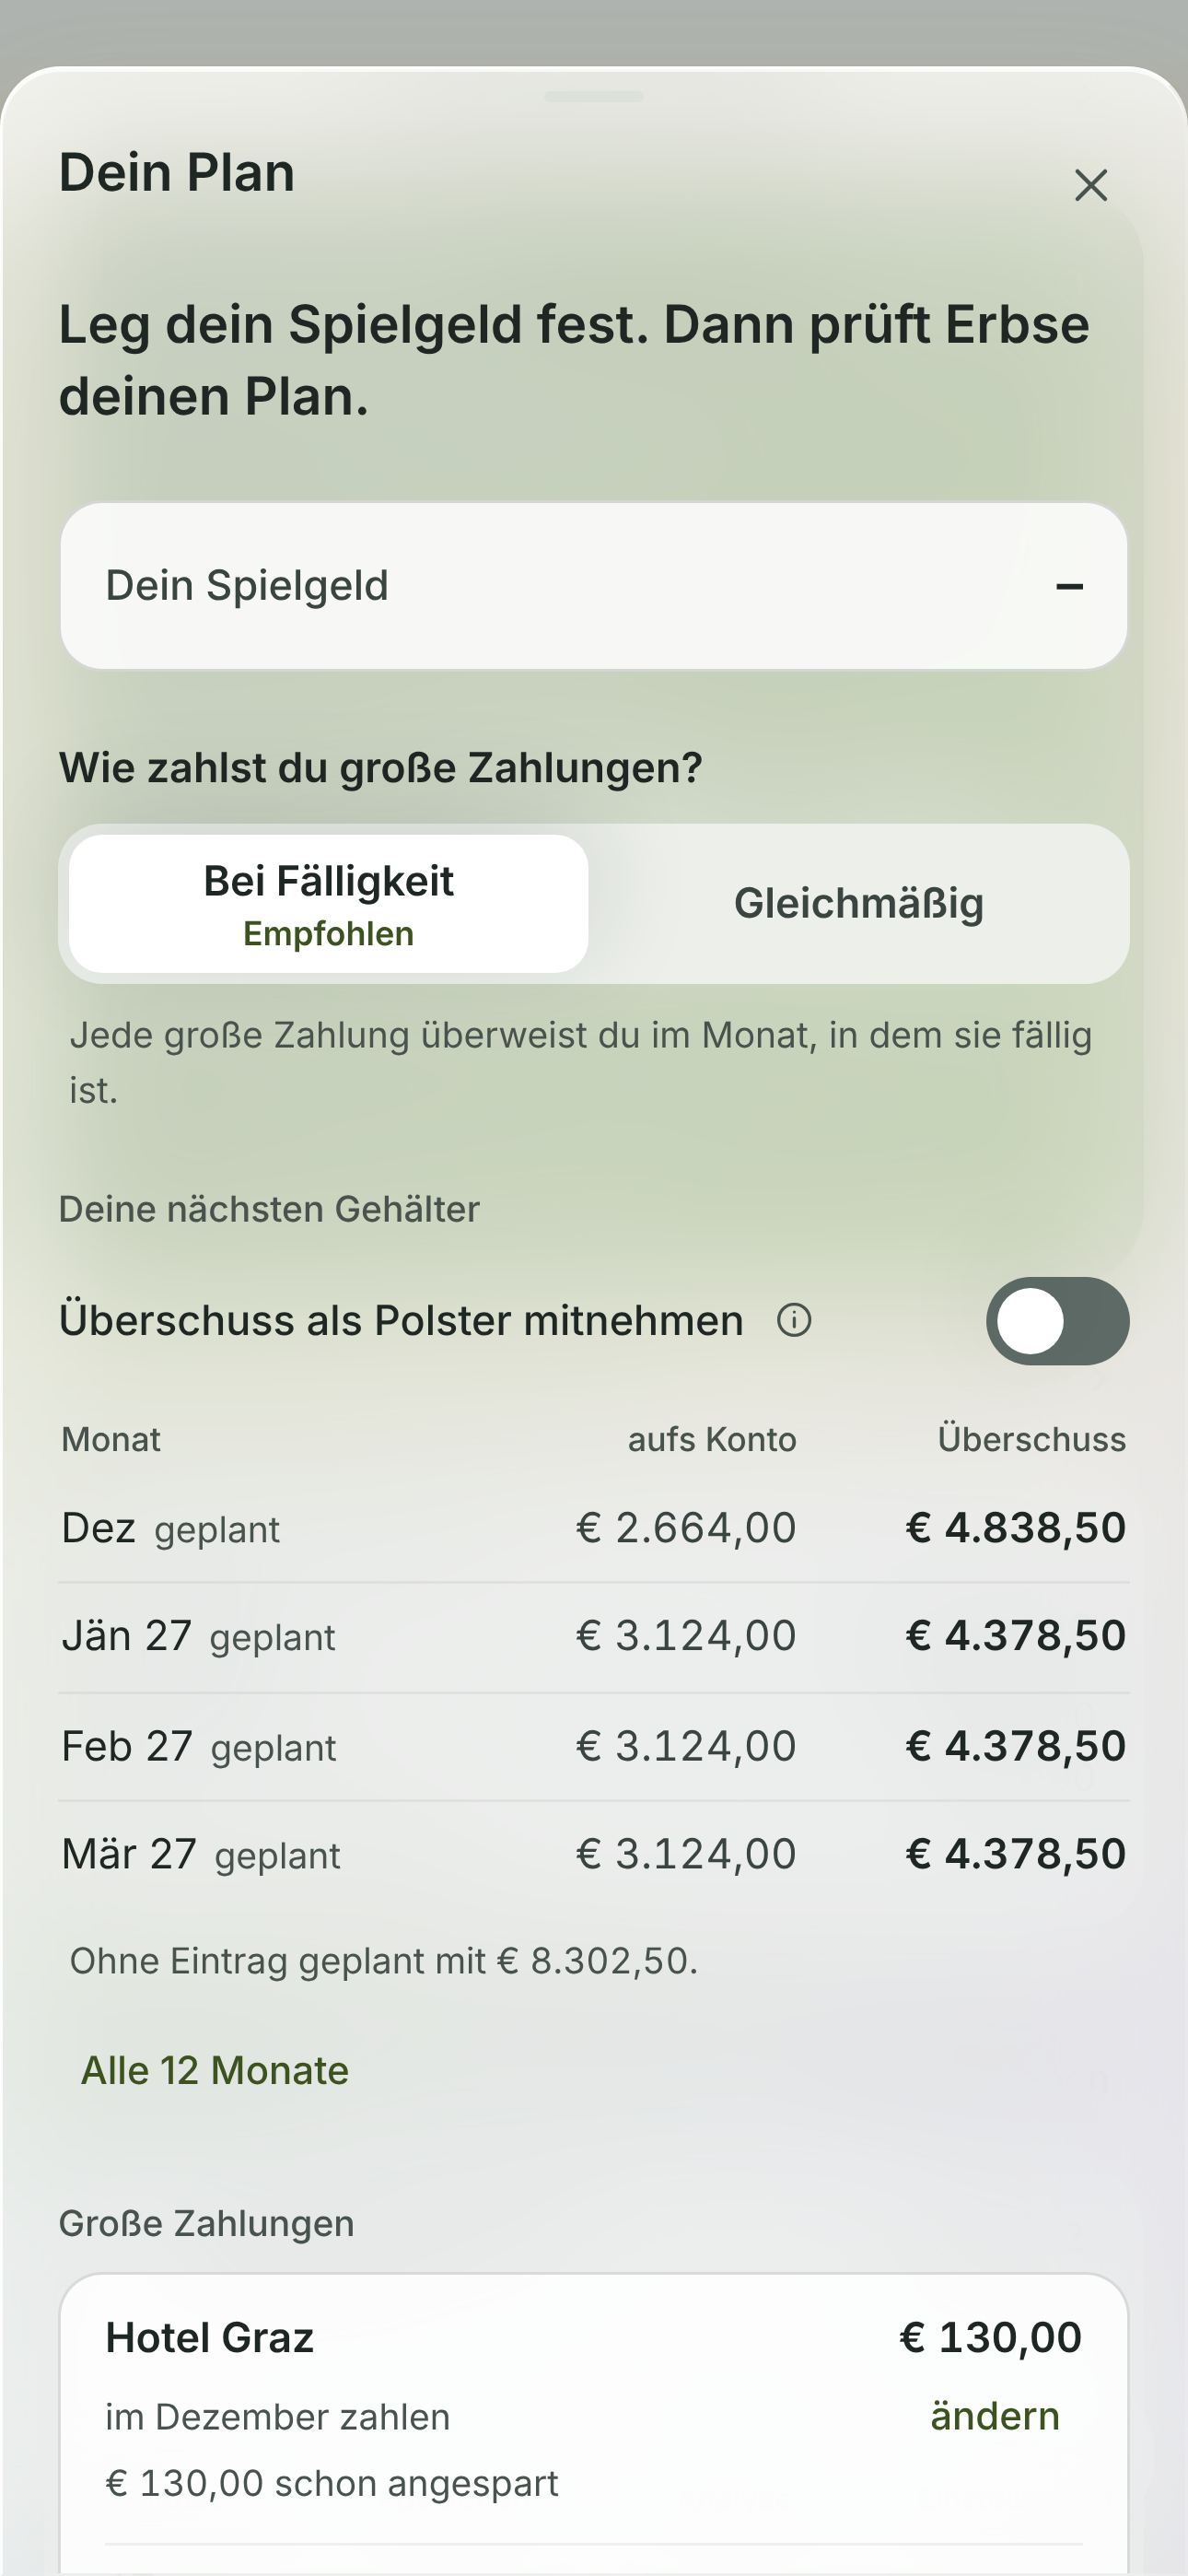 Dein Plan
Leg dein Spielgeld fest. Dann prüft Erbse
deinen Plan.
Dein Spielgeld –
Wie zahlst du große Zahlungen?
Bei Fälligkeit
Empfohlen
Gleichmäßig
Jede große Zahlung überweist du im Monat, in dem sie fällig
ist.
Deine nächsten Gehälter
Überschuss als Polster mitnehmen
Monat aufs Konto Überschuss
Dez geplant € 2.664,00 € 4.838,50
Jän 27 geplant € 3.124,00 € 4.378,50
Feb 27 geplant € 3.124,00 € 4.378,50
Mär 27 geplant € 3.124,00 € 4.378,50
Ohne Eintrag geplant mit € 8.302,50.
Alle 12 Monate
Große Zahlungen
Hotel Graz € 130,00
im Dezember zahlen ändern
€ 130,00 schon angespart